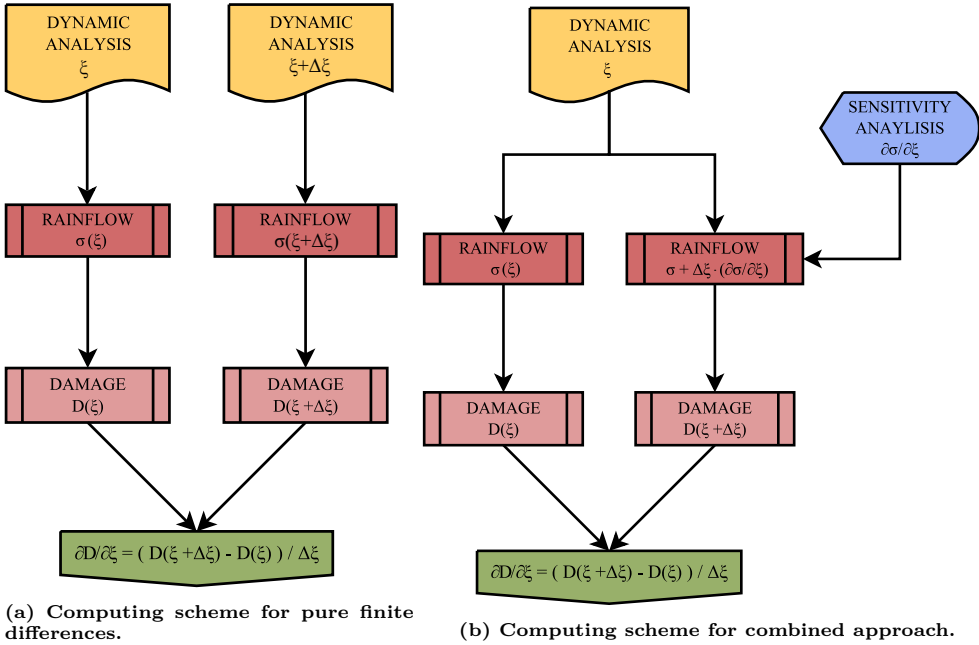 DYNAMIC
ANALYSIS
ξ
DYNAMIC
ANALYSIS
ξ+Δξ
RAINFLOW
σ(ξ)
RAINFLOW
σ(ξ+Δξ)
DAMAGE
D(ξ)
DAMAGE
D(ξ +Δξ)
∂D/∂ξ = ( D(ξ +Δξ) - D(ξ) ) / Δξ
(a) Computing scheme for pure finite
differences.
DYNAMIC
ANALYSIS
ξ
SENSITIVITY
ANAYLISIS
∂σ/∂ξ
RAINFLOW
σ(ξ)
RAINFLOW
σ + Δξ·(∂σ/∂ξ)
DAMAGE
D(ξ)
DAMAGE
D(ξ +Δξ)
∂D/∂ξ = ( D(ξ +Δξ) - D(ξ) ) / Δξ
(b) Computing scheme for combined approach.